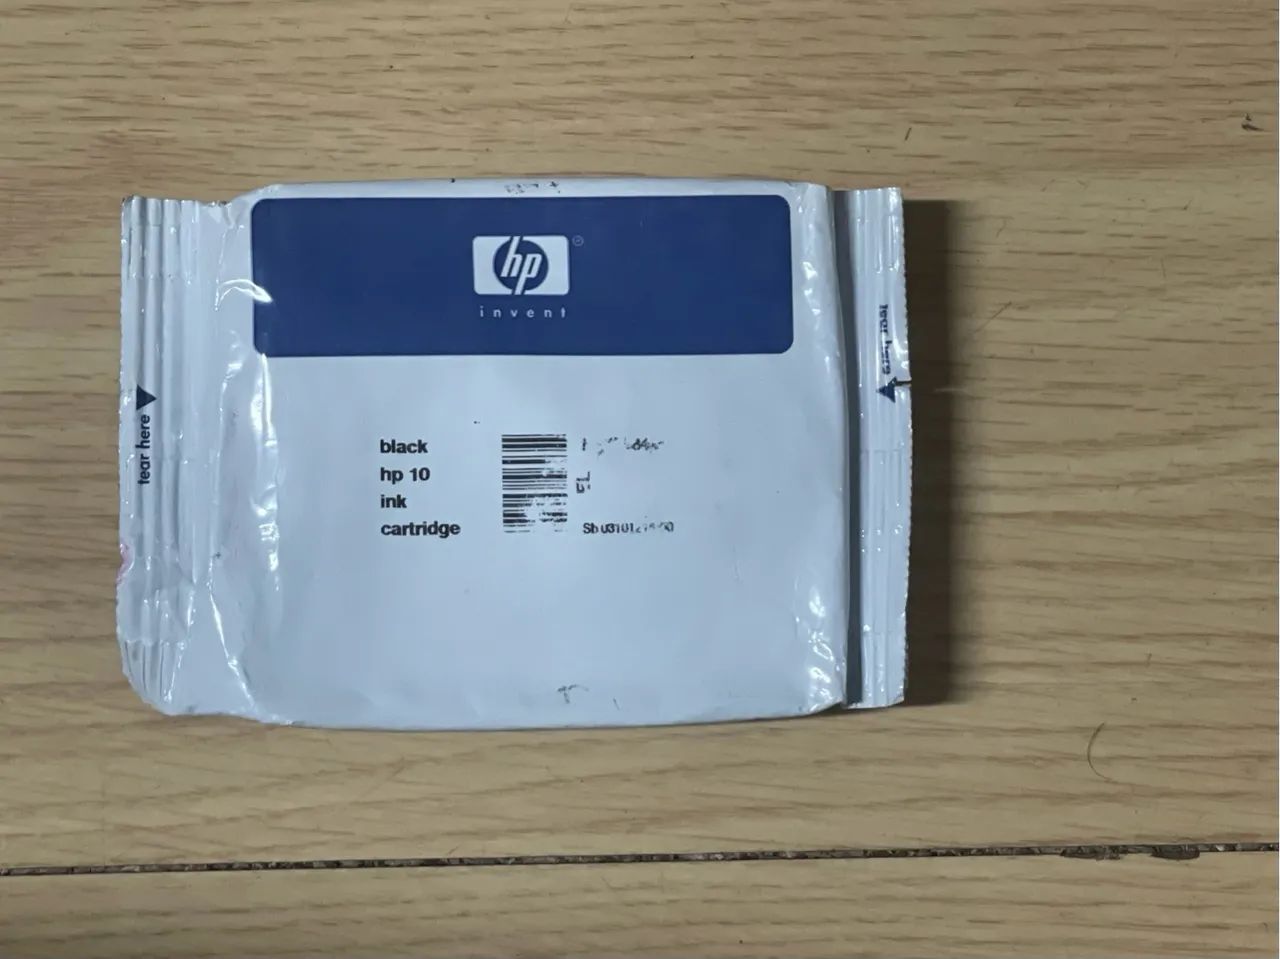 hp®
invent
tear here
tear here
black
hp 10
ink
cartridge